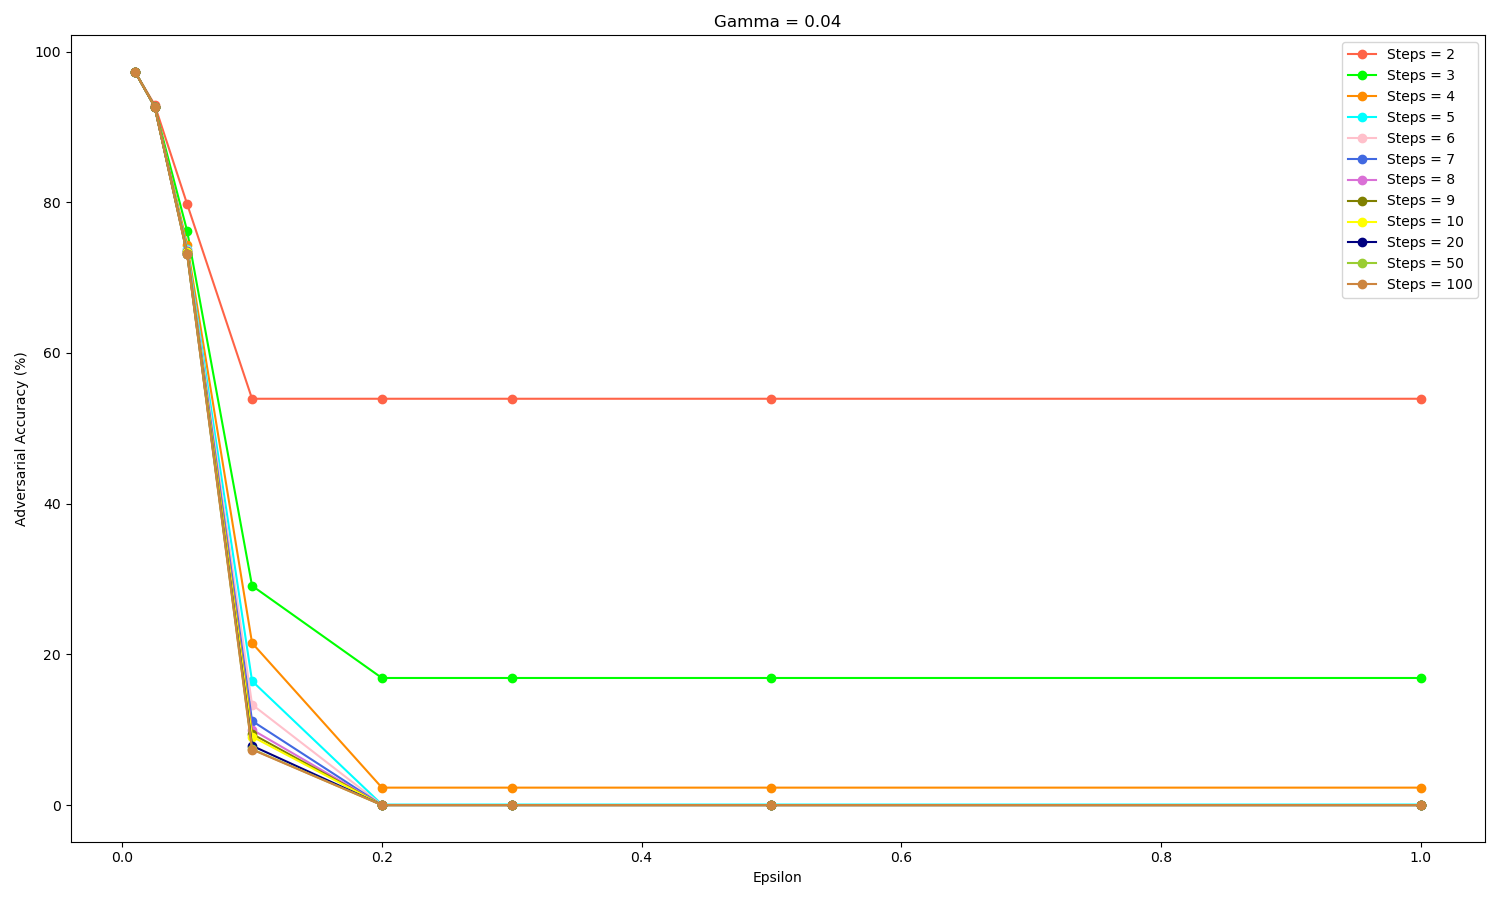 Gamma = 0.04
100
80
60
40
20
0
Adversarial Accuracy (%)
0.0
0.2
0.4
0.6
0.8
1.0
Epsilon
Steps = 2
Steps = 3
Steps = 4
Steps = 5
Steps = 6
Steps = 7
Steps = 8
Steps = 9
Steps = 10
Steps = 20
Steps = 50
Steps = 100